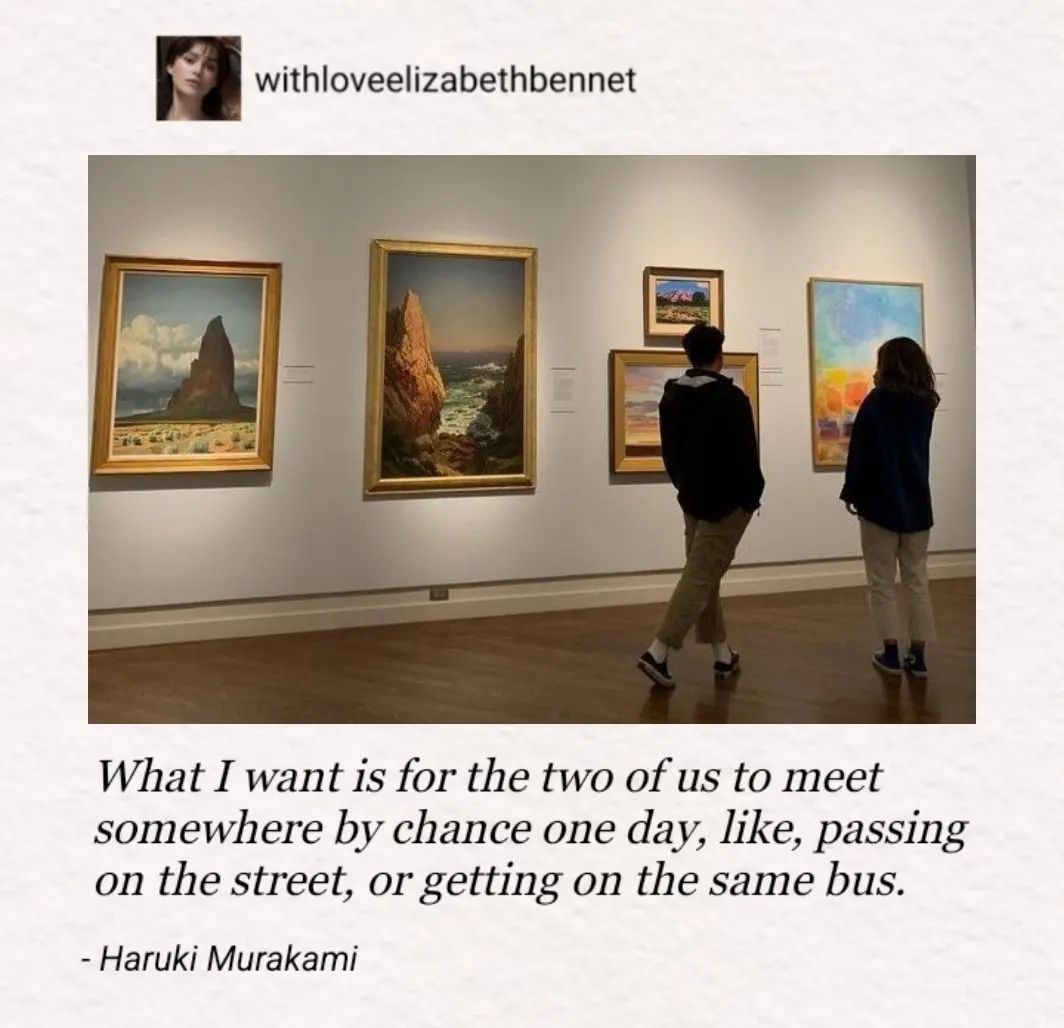 withloveelizabethbennet
What I want is for the two of us to meet
somewhere by chance one day, like, passing
on the street, or getting on the same bus.
- Haruki Murakami